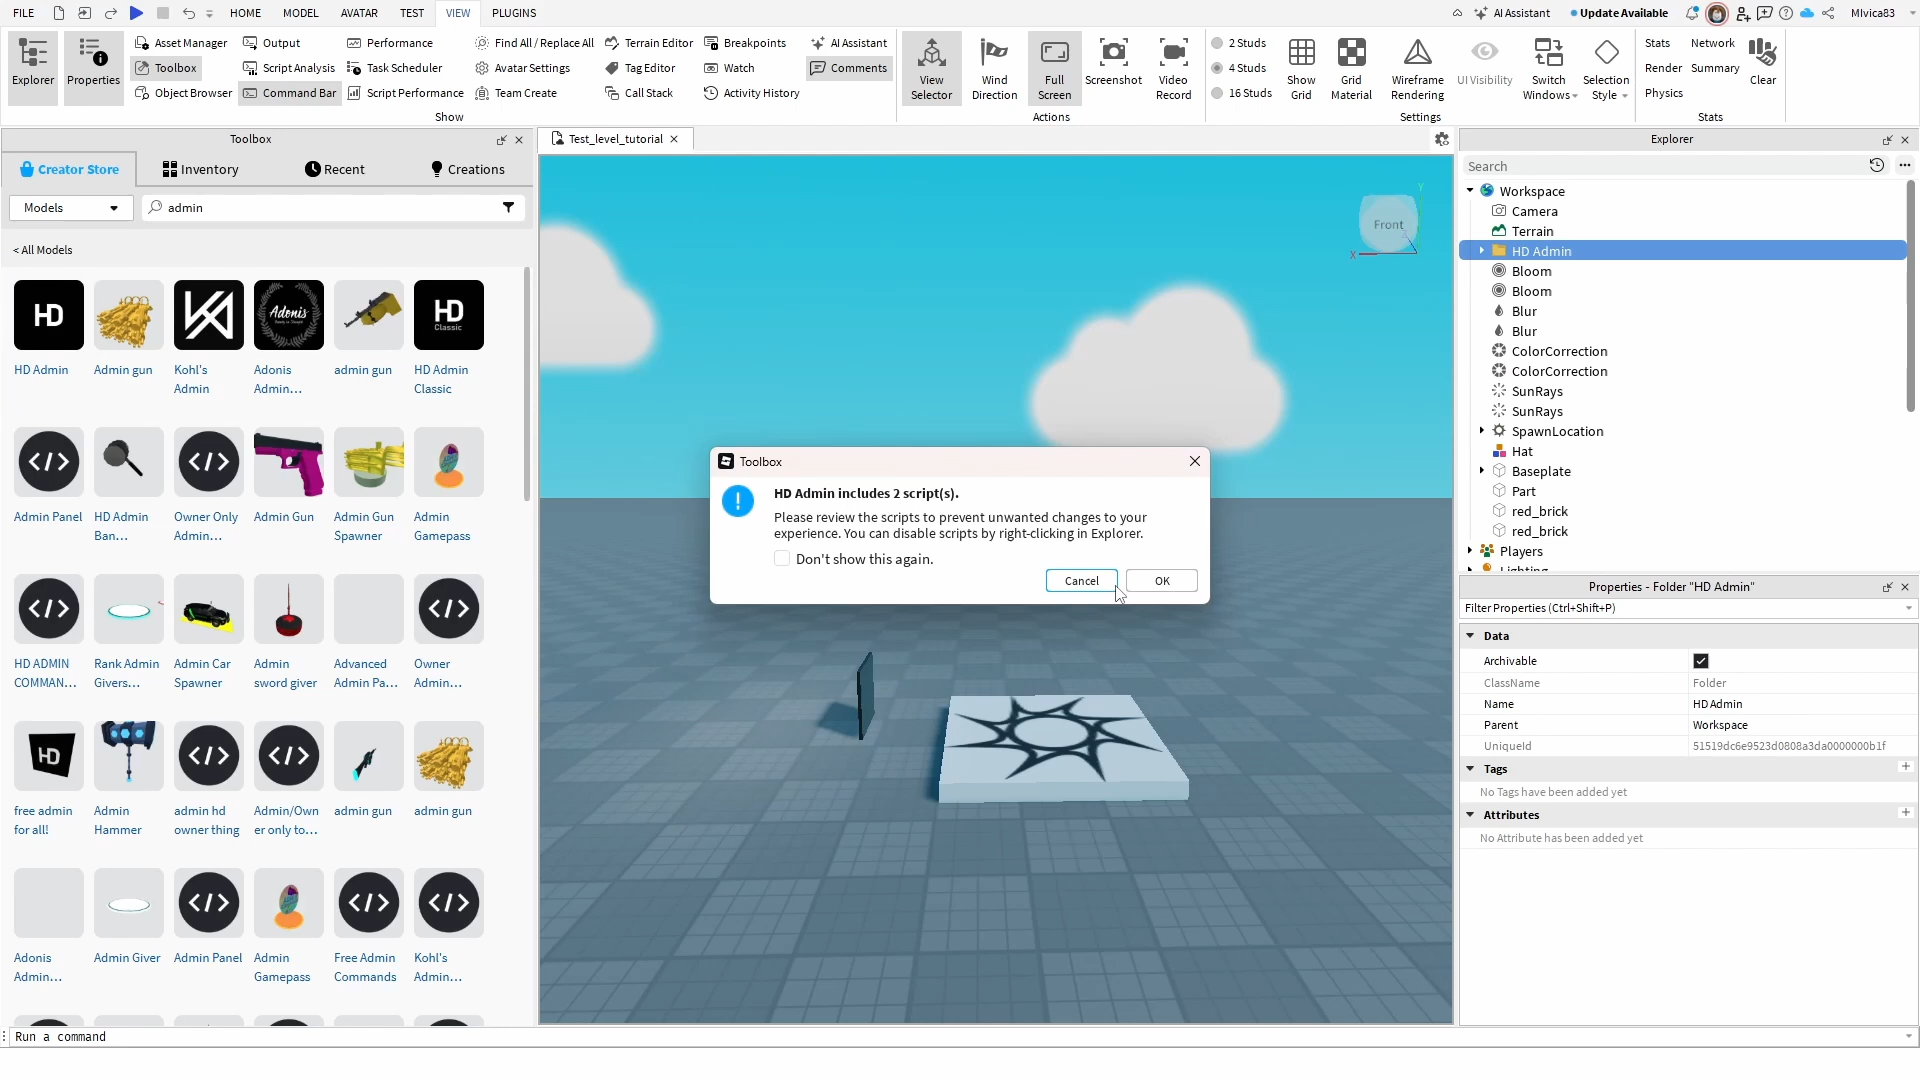 FILE HOME MODEL AVATAR TEST VIEW PLUGINS AI Assistant Update Available MIvica83
Explorer
Properties
Asset Manager
Toolbox
Object Browser
Output
Script Analysis
Command Bar
Performance
Task Scheduler
Script Performance
Find All / Replace All
Avatar Settings
Team Create
Terrain Editor
Tag Editor
Call Stack
Breakpoints
Watch
Activity History
AI Assistant
Comments
Show
View
Selector
Wind
Direction
Full
Screen
Screenshot
Video
Record
Actions
2 Studs
4 Studs
16 Studs
Show
Grid
Grid
Material
Wireframe
Rendering
UI Visibility
Switch
Windows
Selection
Style
Settings
Stats
Render
Physics
Network
Summary
Clear
Stats
Toolbox
Creator Store Inventory Recent Creations
Models
admin
< All Models
HD
Adonis
HD
Classic
HD Admin
Admin gun
Kohl's
Admin
Adonis
Admin...
admin gun
HD Admin
Classic
Admin Panel
HD Admin
Ban...
Owner Only
Admin...
Admin Gun
Admin Gun
Spawner
Admin
Gamepass
HD ADMIN
COMMAN...
Rank Admin
Givers...
Admin Car
Spawner
Admin
sword giver
Advanced
Admin Pa...
Owner
Admin...
HD
free admin
for all!
Admin
Hammer
admin hd
owner thing
Admin/Own
er only to...
admin gun
admin gun
Adonis
Admin...
Admin Giver
Admin Panel
Admin
Gamepass
Free Admin
Commands
Kohl's
Admin...
Test_level_tutorial
Front
Y
X
Toolbox
HD Admin includes 2 script(s).
Please review the scripts to prevent unwanted changes to your
experience. You can disable scripts by right-clicking in Explorer.
Don't show this again.
Cancel
OK
Explorer
Search
Workspace
Camera
Terrain
HD Admin
Bloom
Bloom
Blur
Blur
ColorCorrection
ColorCorrection
SunRays
SunRays
SpawnLocation
Hat
Baseplate
Part
red_brick
red_brick
Players
Lighting
Properties - Folder "HD Admin"
Filter Properties (Ctrl+Shift+P)
Data
Archivable
ClassName Folder
Name HD Admin
Parent Workspace
UniqueId 51519dc6e9523d0808a3da0000000b1f
Tags
No Tags have been added yet
Attributes
No Attribute has been added yet
Run a command